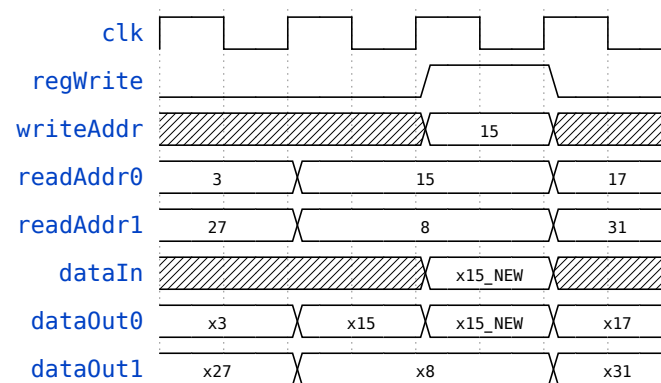 clk
regWrite
writeAddr 15
readAddr0 3 15 17
readAddr1 27 8 31
dataIn x15_NEW
dataOut0 x3 x15 x15_NEW x17
dataOut1 x27 x8 x31